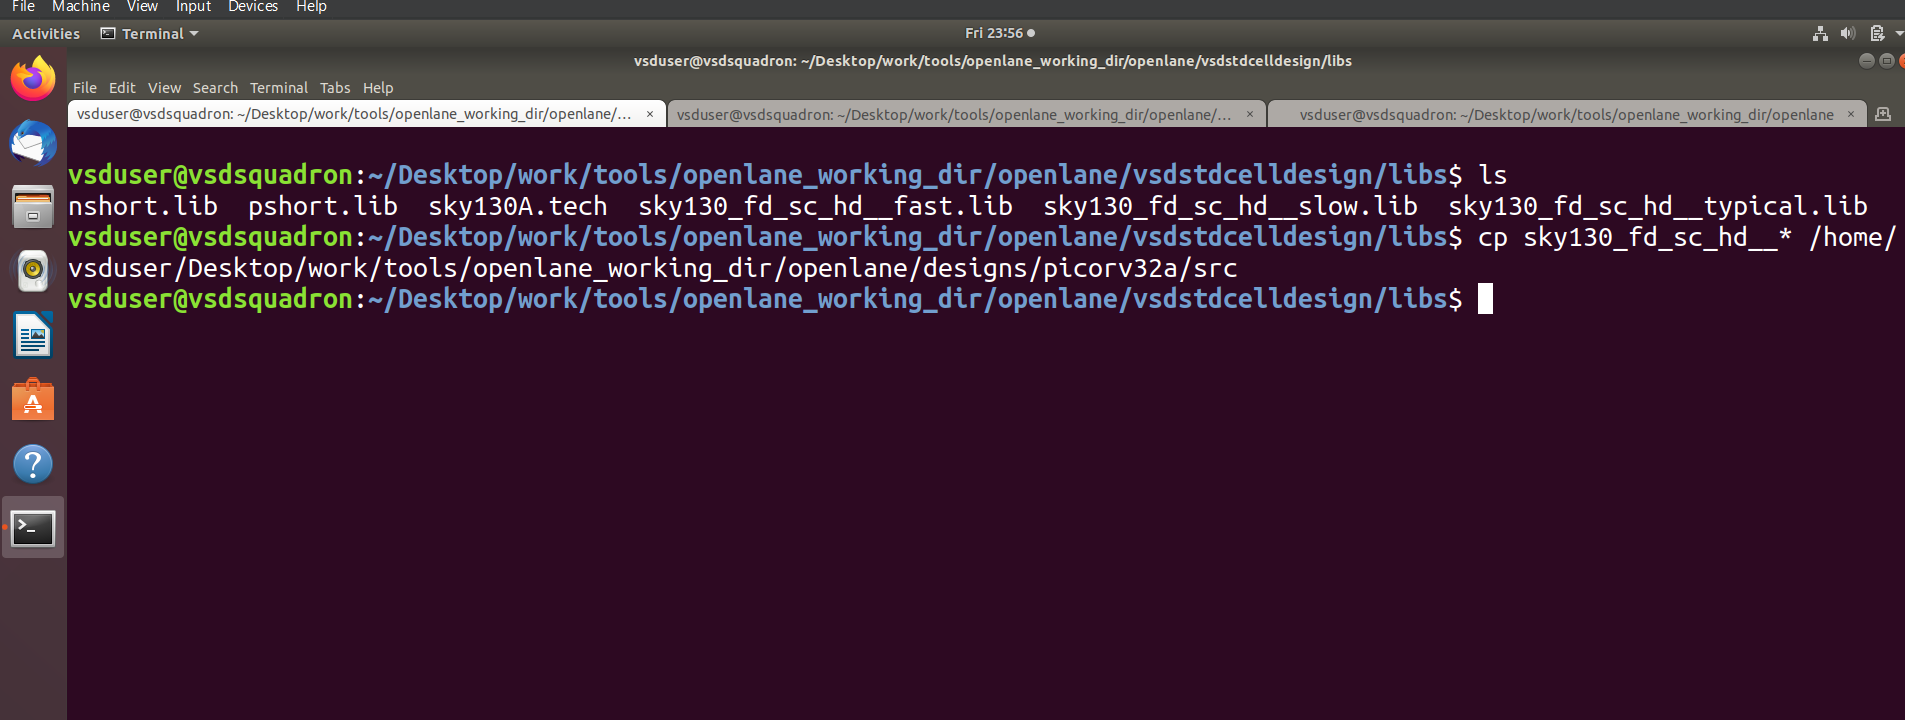 File Machine View Input Devices Help
Activities Terminal Fri 23:56
vsduser@vsdsquadron: ~/Desktop/work/tools/openlane_working_dir/openlane/vsdstdcelldesign/libs
File Edit View Search Terminal Tabs Help
vsduser@vsdsquadron: ~/Desktop/work/tools/openlane_working_dir/openlane/... × vsduser@vsdsquadron: ~/Desktop/work/tools/openlane_working_dir/openlane/... × vsduser@vsdsquadron: ~/Desktop/work/tools/openlane_working_dir/openlane ×
vsduser@vsdsquadron:~/Desktop/work/tools/openlane_working_dir/openlane/vsdstdcelldesign/libs$ ls
nshort.lib pshort.lib sky130A.tech sky130_fd_sc_hd__fast.lib sky130_fd_sc_hd__slow.lib sky130_fd_sc_hd__typical.lib
vsduser@vsdsquadron:~/Desktop/work/tools/openlane_working_dir/openlane/vsdstdcelldesign/libs$ cp sky130_fd_sc_hd__* /home/
vsduser/Desktop/work/tools/openlane_working_dir/openlane/designs/picorv32a/src
vsduser@vsdsquadron:~/Desktop/work/tools/openlane_working_dir/openlane/vsdstdcelldesign/libs$